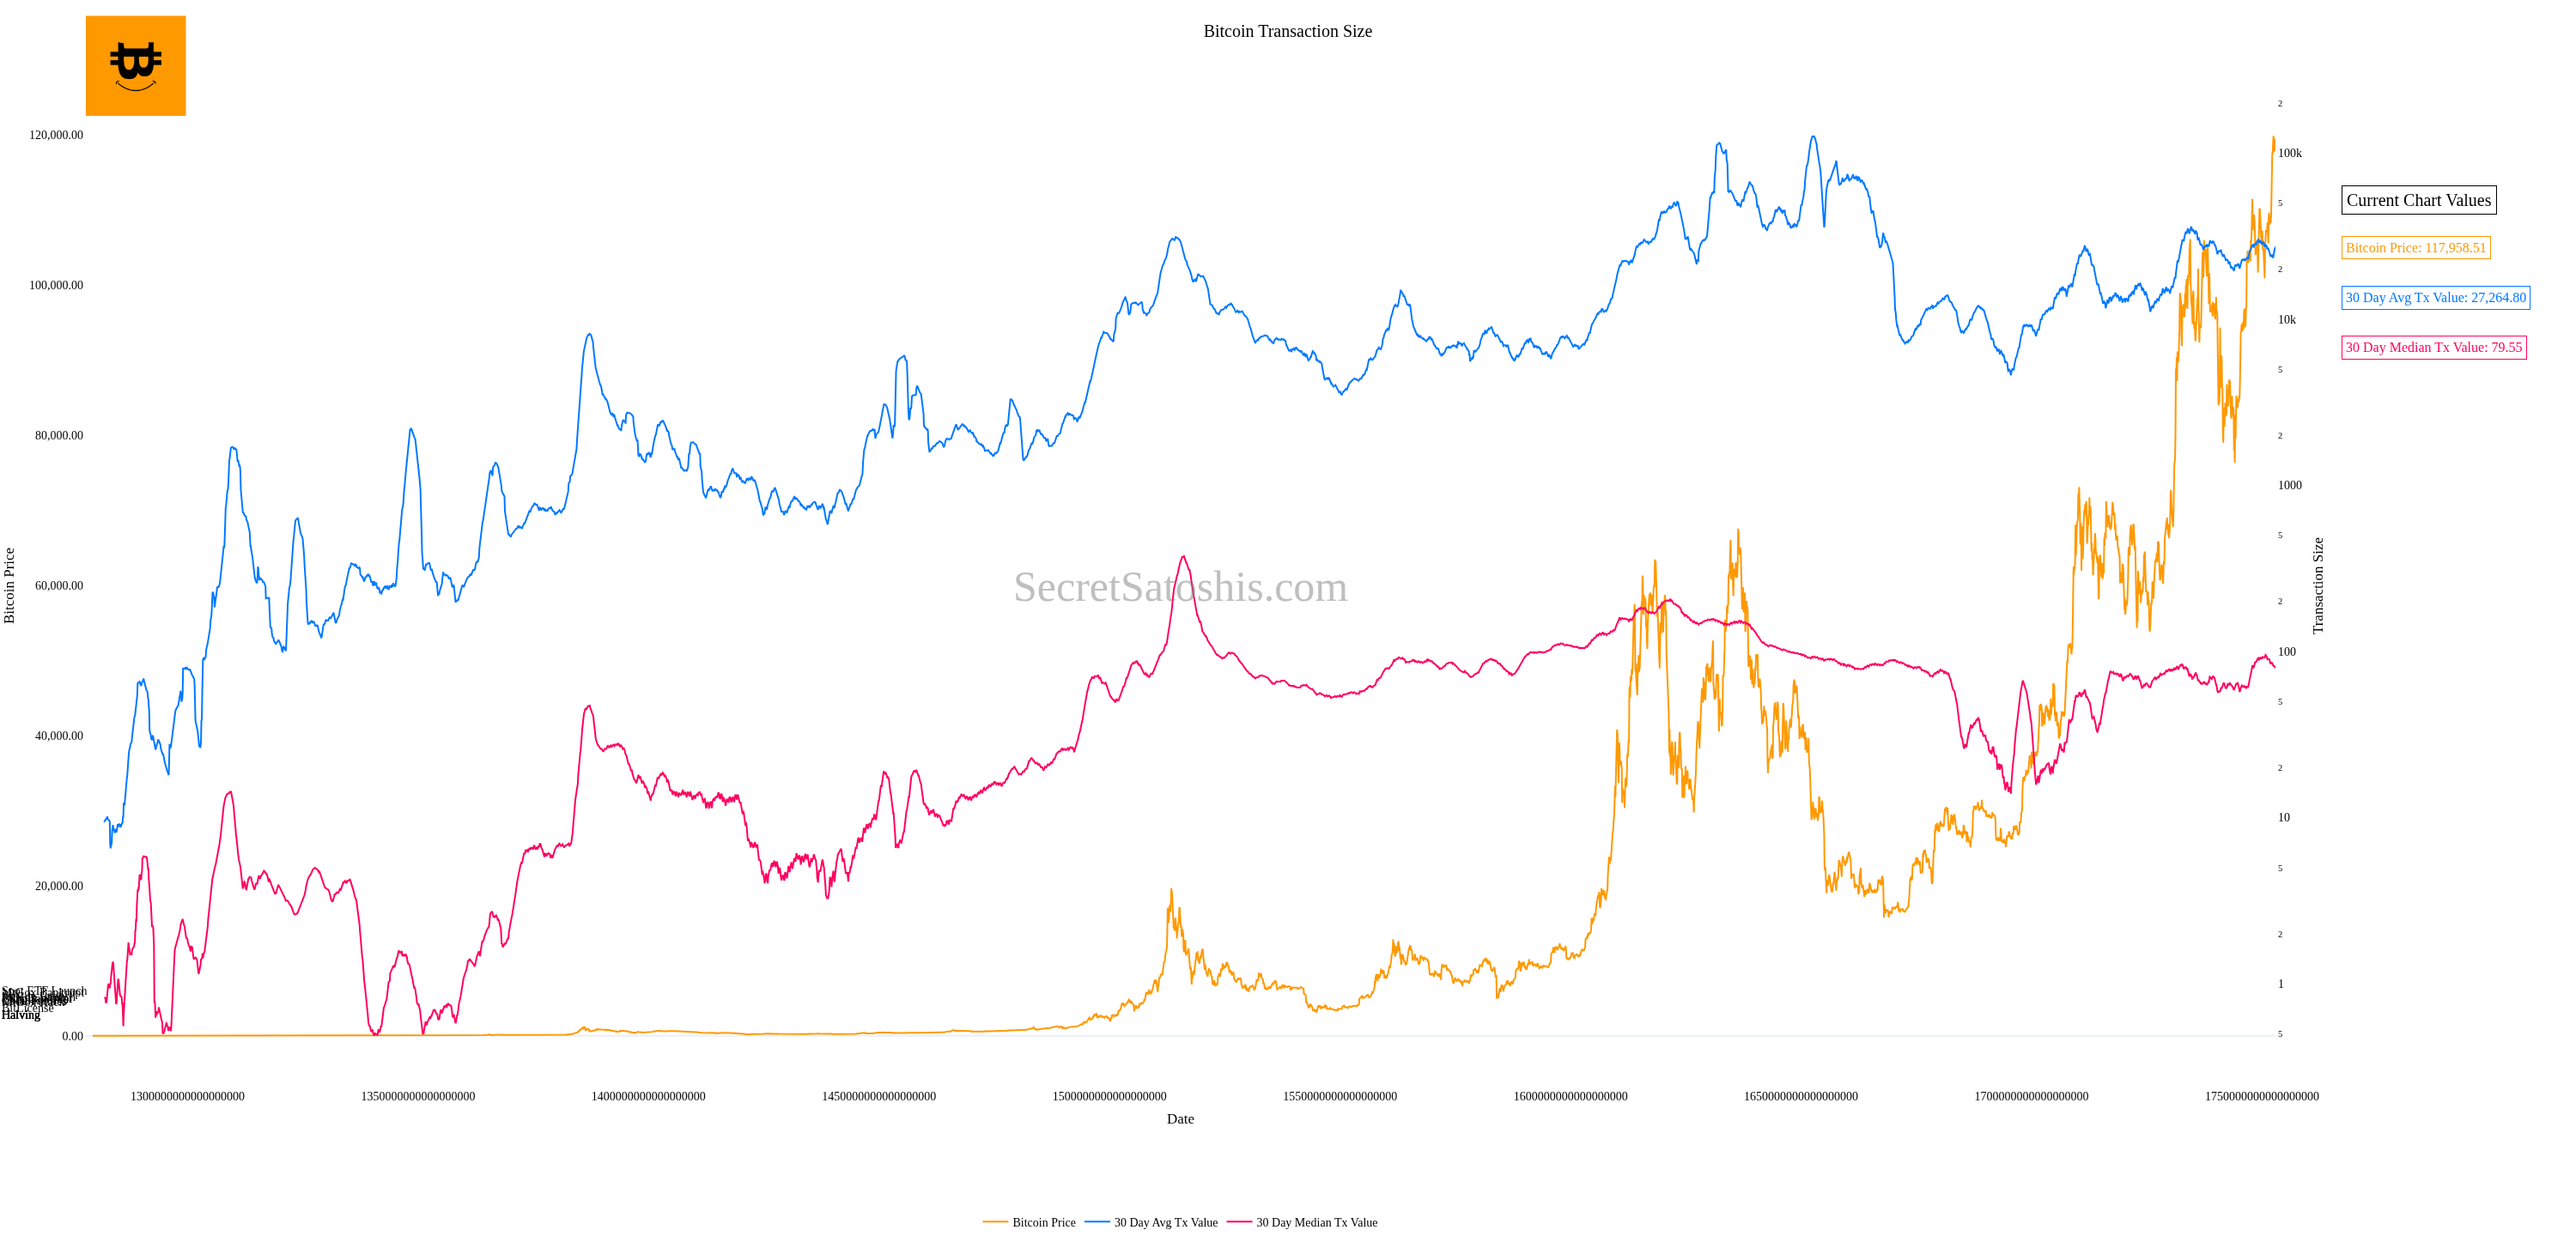 Bitcoin Transaction Size
120,000.00
100,000.00
80,000.00
60,000.00
40,000.00
20,000.00
0.00
Bitcoin Price
2
100k
5
2
10k
5
2
1000
5
2
100
5
2
10
5
2
1
5
Transaction Size
Current Chart Values
Bitcoin Price: 117,958.51
30 Day Avg Tx Value: 27,264.80
30 Day Median Tx Value: 79.55
SecretSatoshis.com
Halving
1300000000000000000
1350000000000000000
1400000000000000000
1450000000000000000
1500000000000000000
1550000000000000000
1600000000000000000
1650000000000000000
1700000000000000000
1750000000000000000
Date
Bitcoin Price
30 Day Avg Tx Value
30 Day Median Tx Value